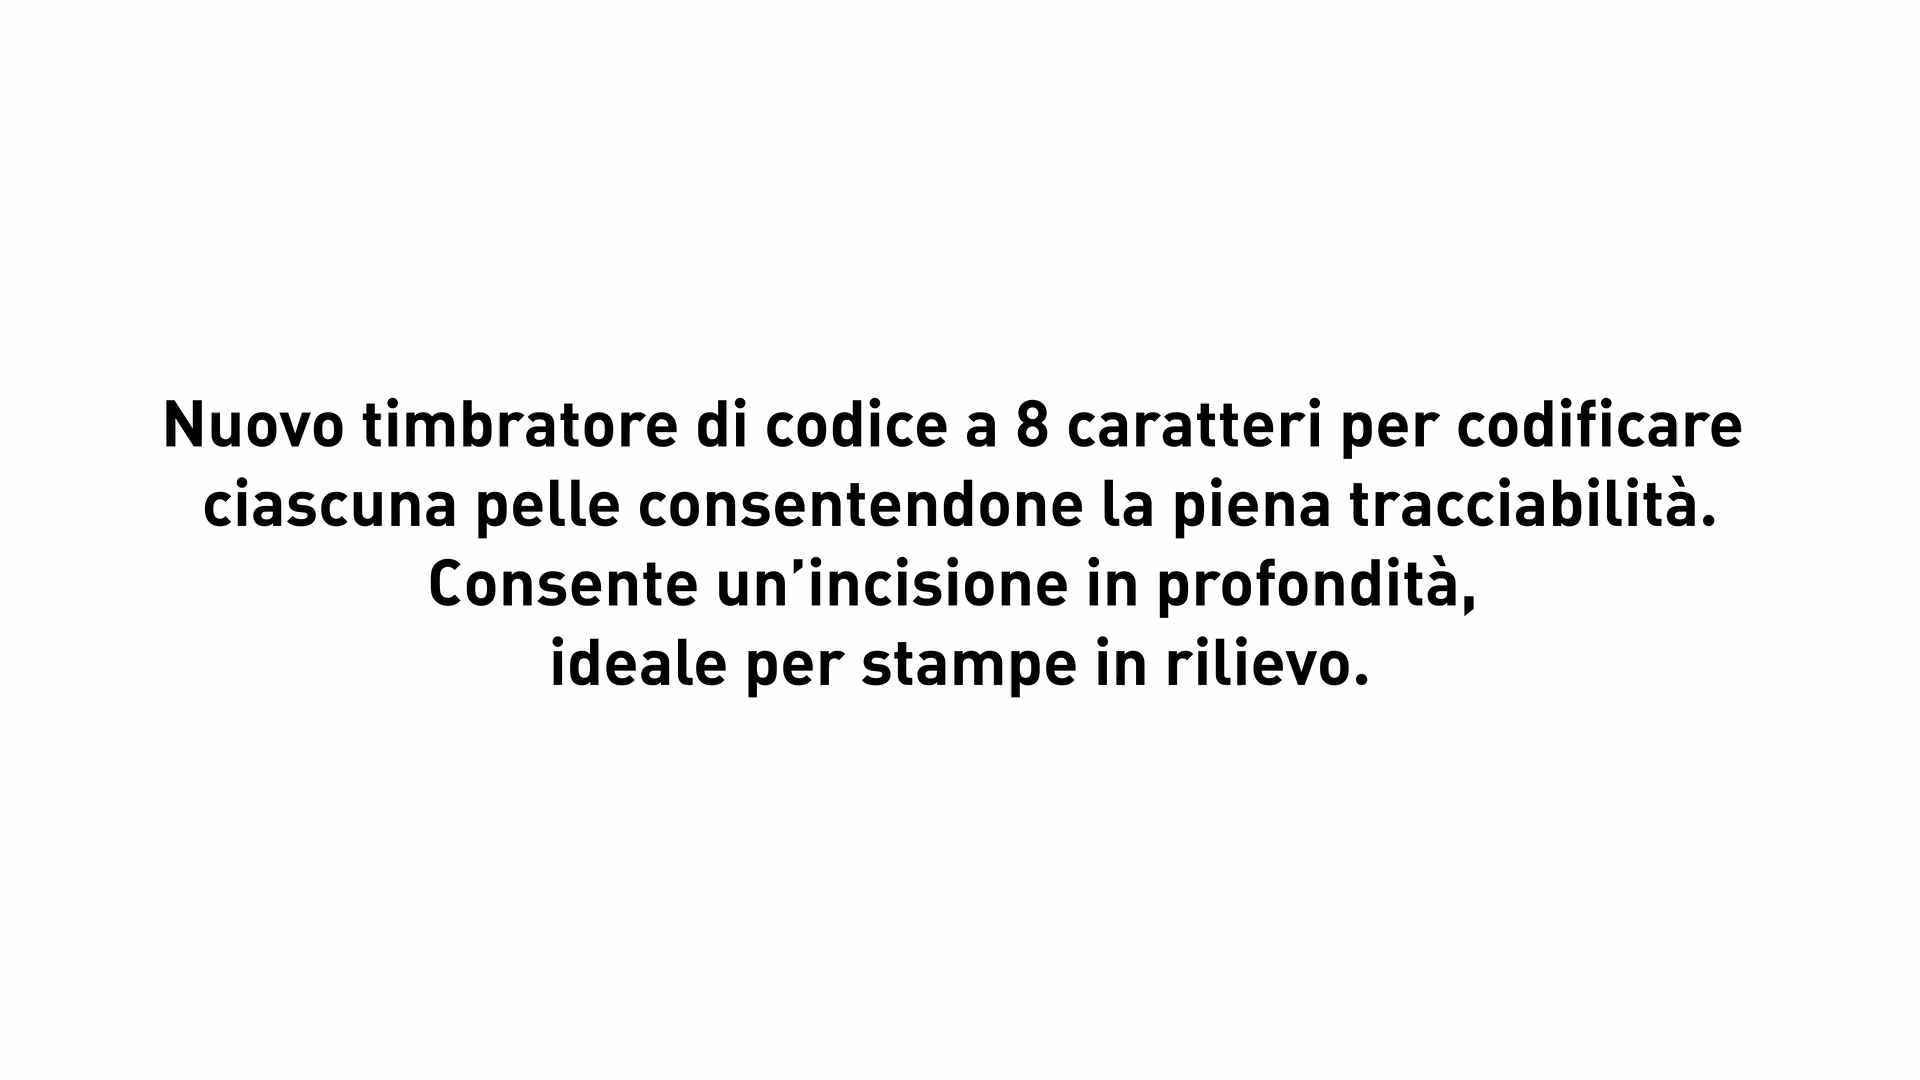 Nuovo timbratore di codice a 8 caratteri per codificare
ciascuna pelle consentendone la piena tracciabilità.
Consente un’incisione in profondità,
ideale per stampe in rilievo.